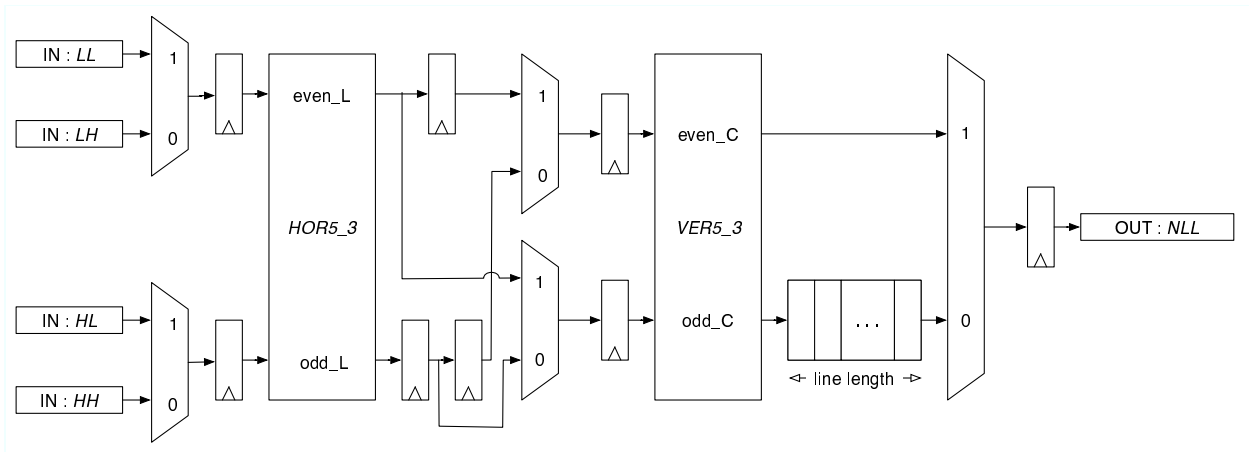 IN : LL
1
IN : LH
0
even_L
HOR5_3
odd_L
IN : HL
1
IN : HH
0
1
0
1
0
even_C
VER5_3
odd_C
...
line length
1
0
OUT : NLL